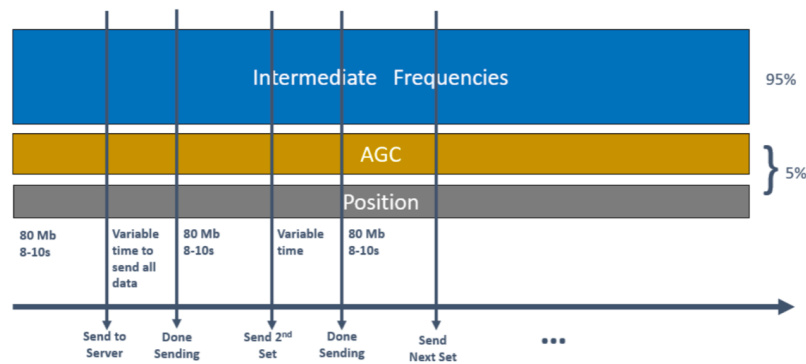 Intermediate Frequencies
95%
AGC
5%
Position
80 Mb
8-10s
Variable
time to
send all
data
80 Mb
8-10s
Variable
time
80 Mb
8-10s
Send to
Server
Done
Sending
Send 2nd
Set
Done
Sending
Send
Next Set
...